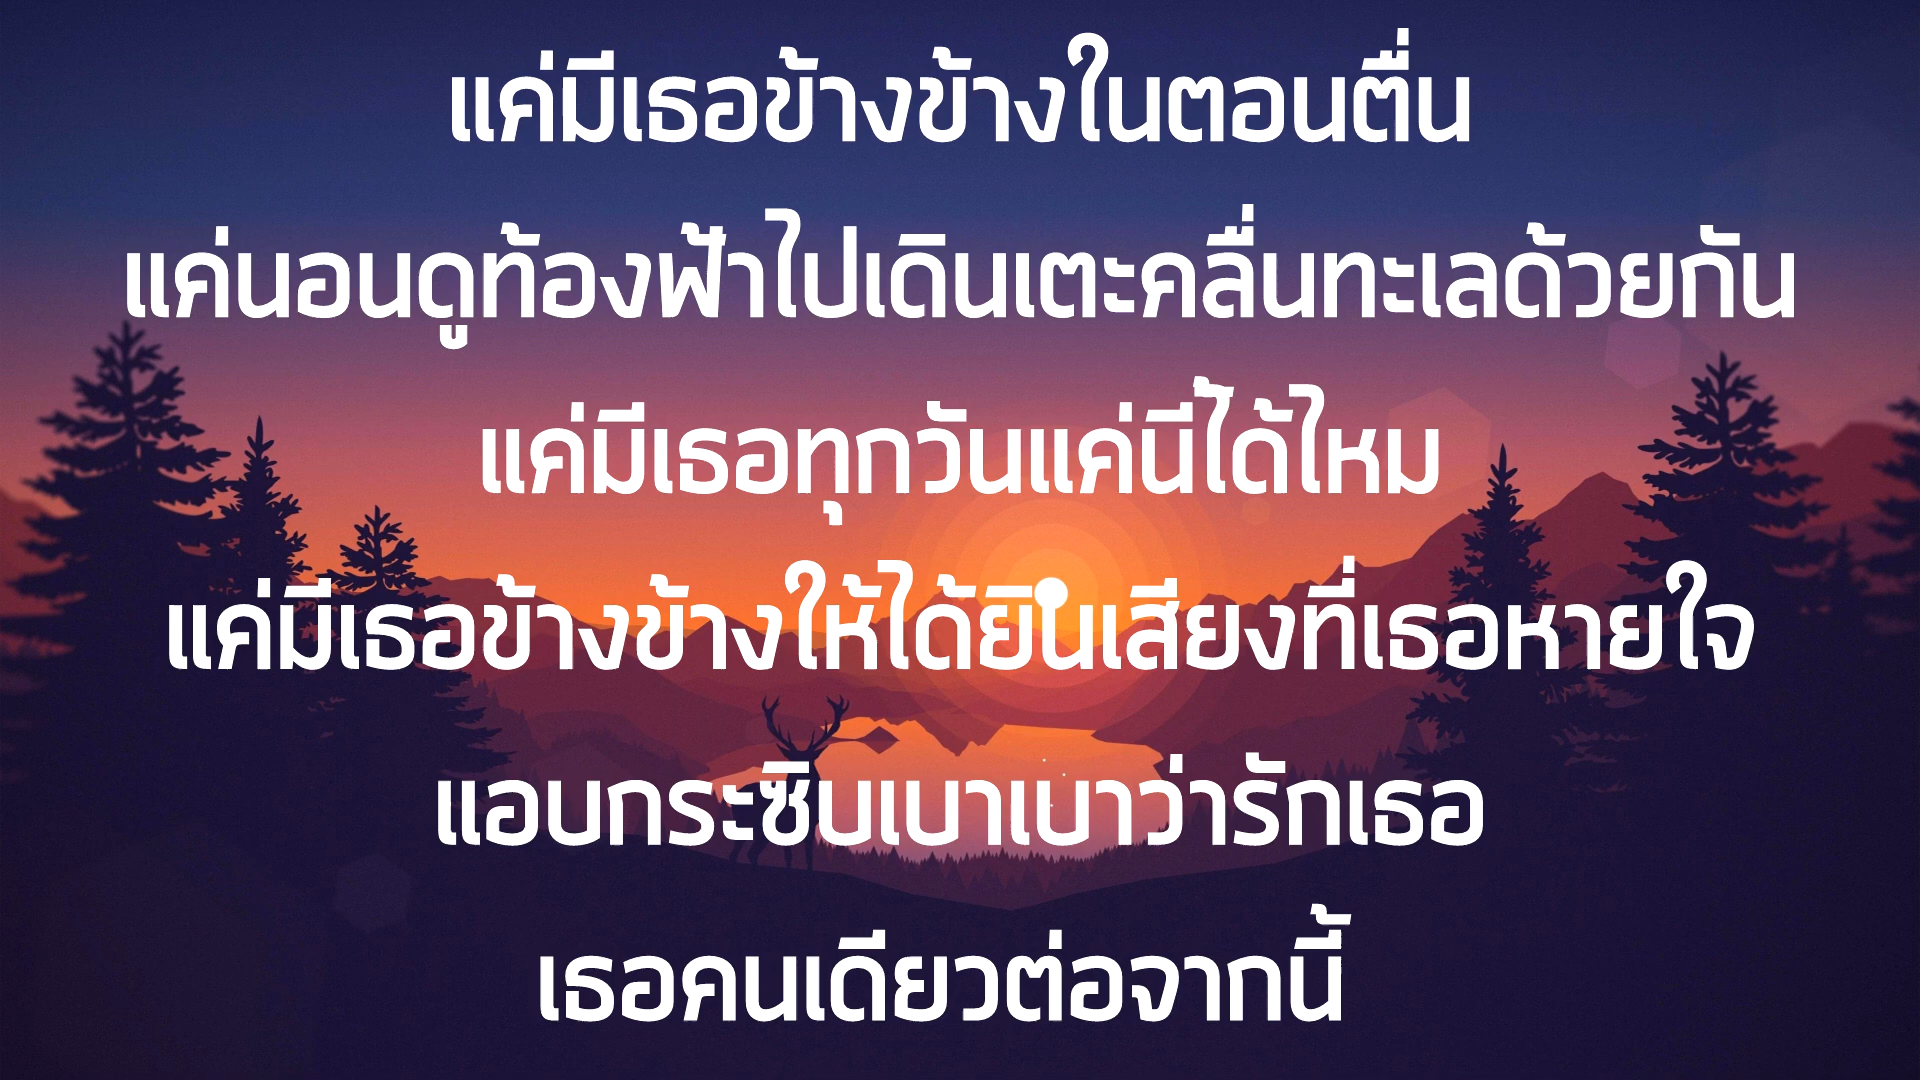 แค่มีเธอข้างข้างในตอนตื่น
แค่นอนดูท้องฟ้าไปเดินเตะคลื่นทะเลด้วยกัน
แค่มีเธอทุกวันแค่นี้ได้ไหม
แค่มีเธอข้างข้างให้ได้ยินเสียงที่เธอหายใจ
แอบกระซิบเบาเบาว่ารักเธอ
เธอคนเดียวต่อจากนี้